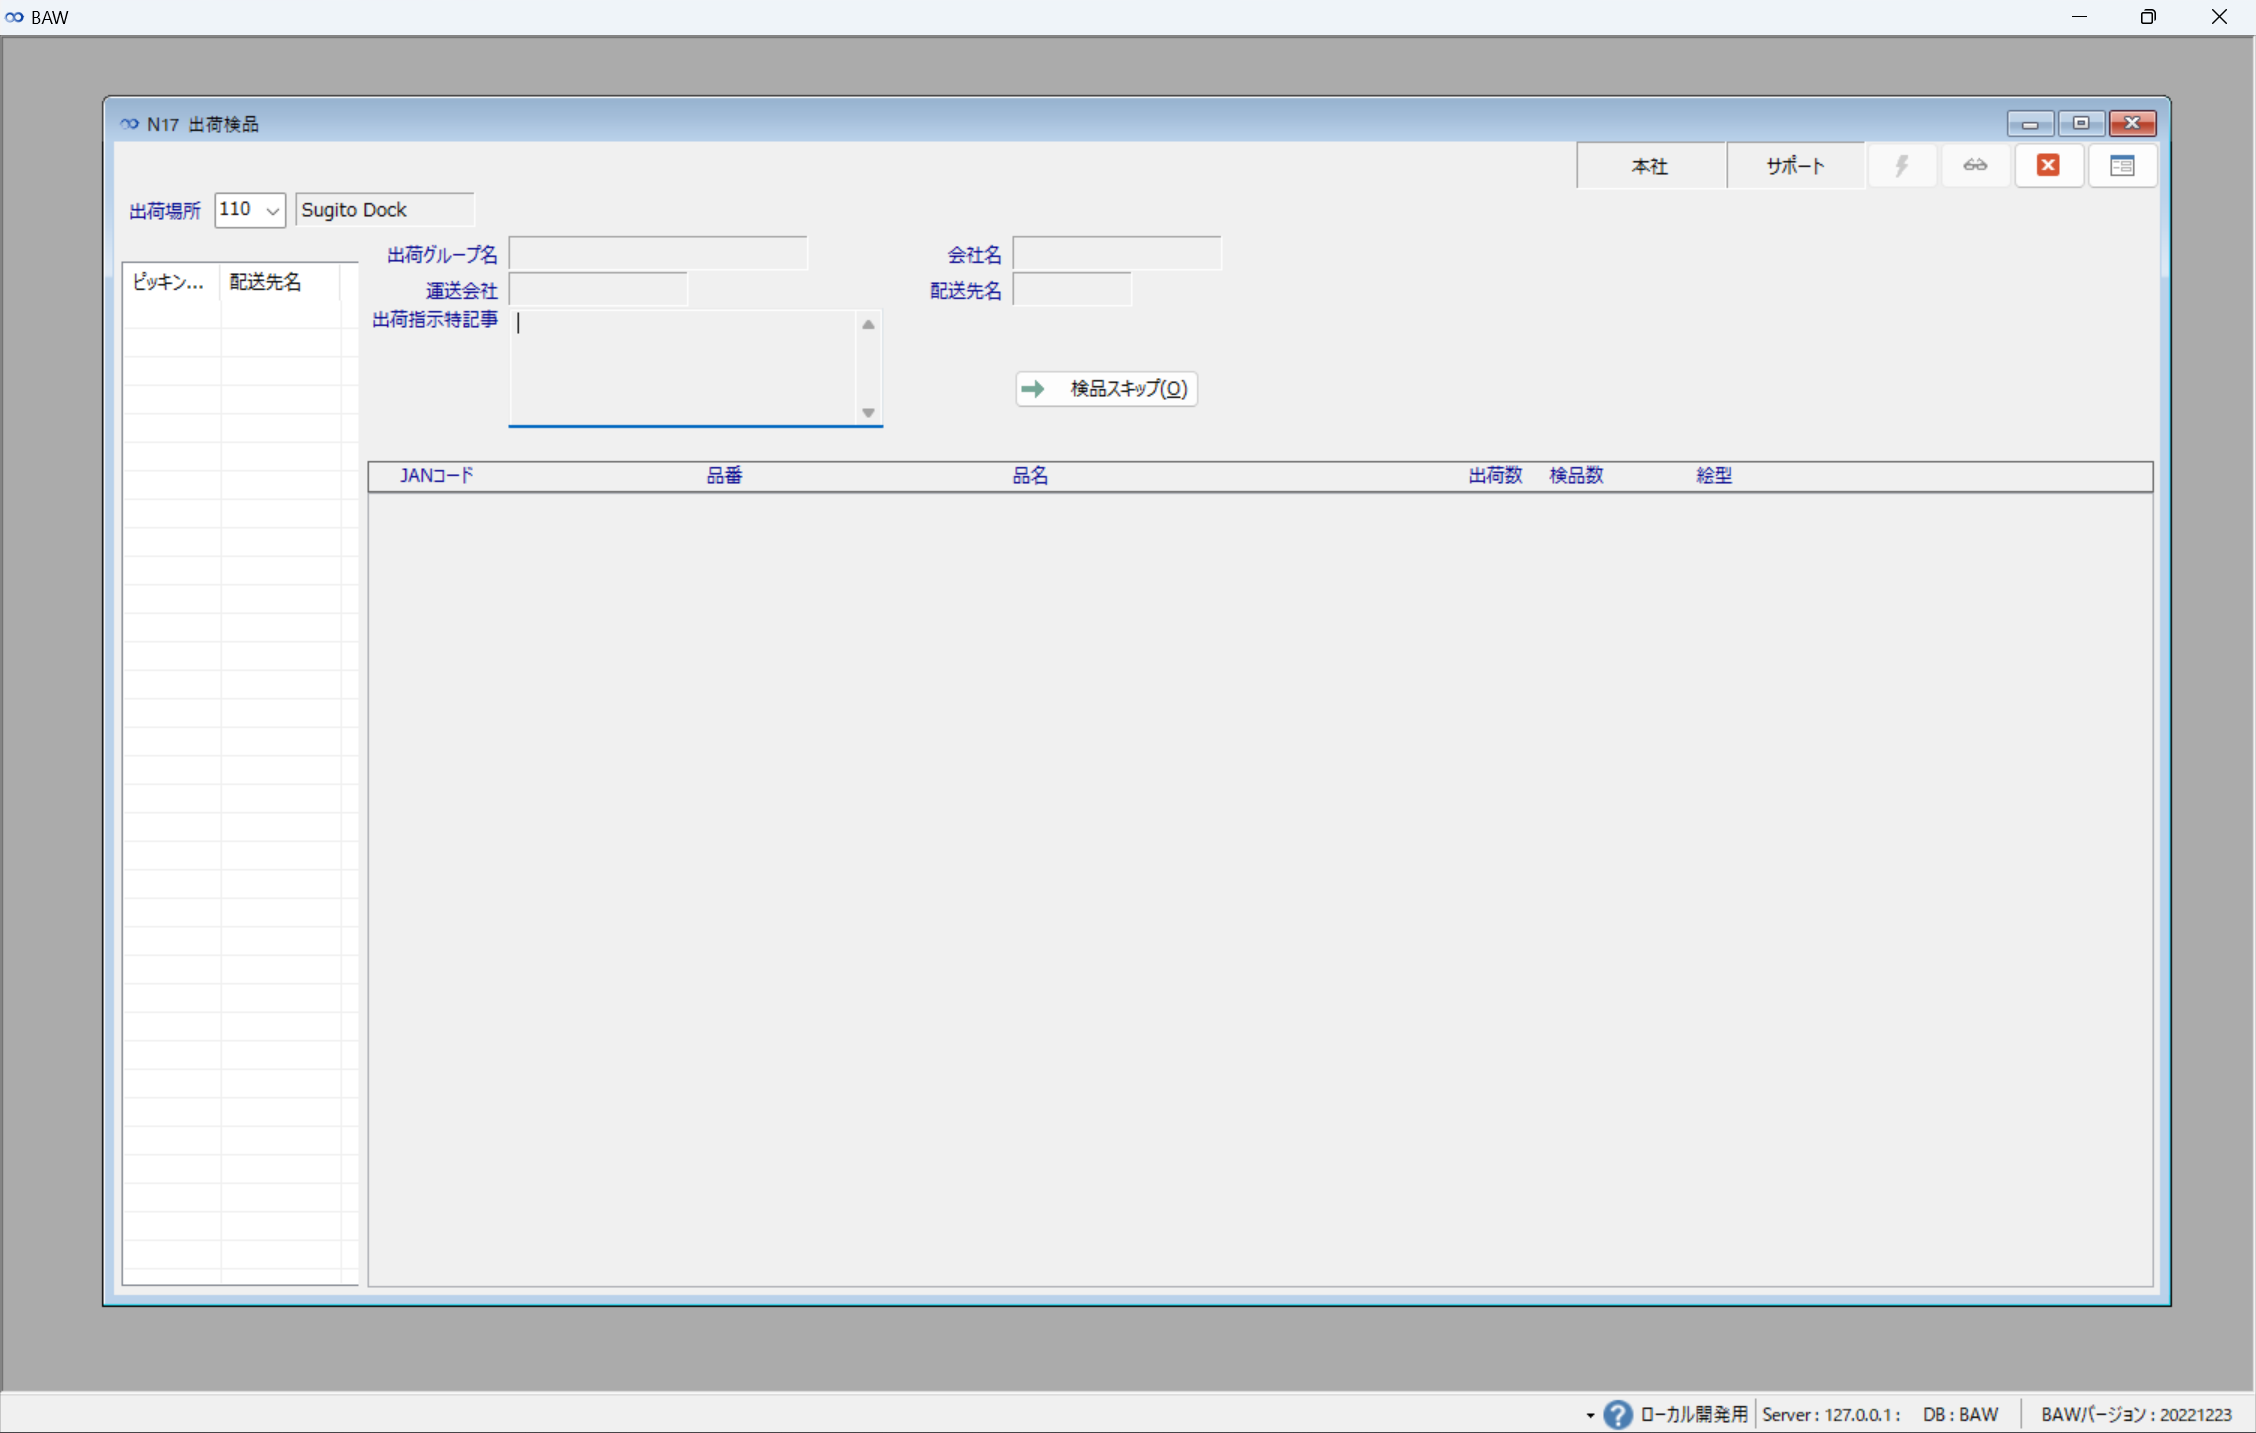 BAW
N17 出荷検品
本社 サポート
出荷場所 110 Sugito Dock
出荷グループ名 会社名
ピッキン... 配送先名
運送会社 配送先名
出荷指示特記事
検品スキップ(O)
JANコード 品番 品名 出荷数 検品数 絵型
ローカル開発用 Server : 127.0.0.1 : DB : BAW BAWバージョン : 20221223